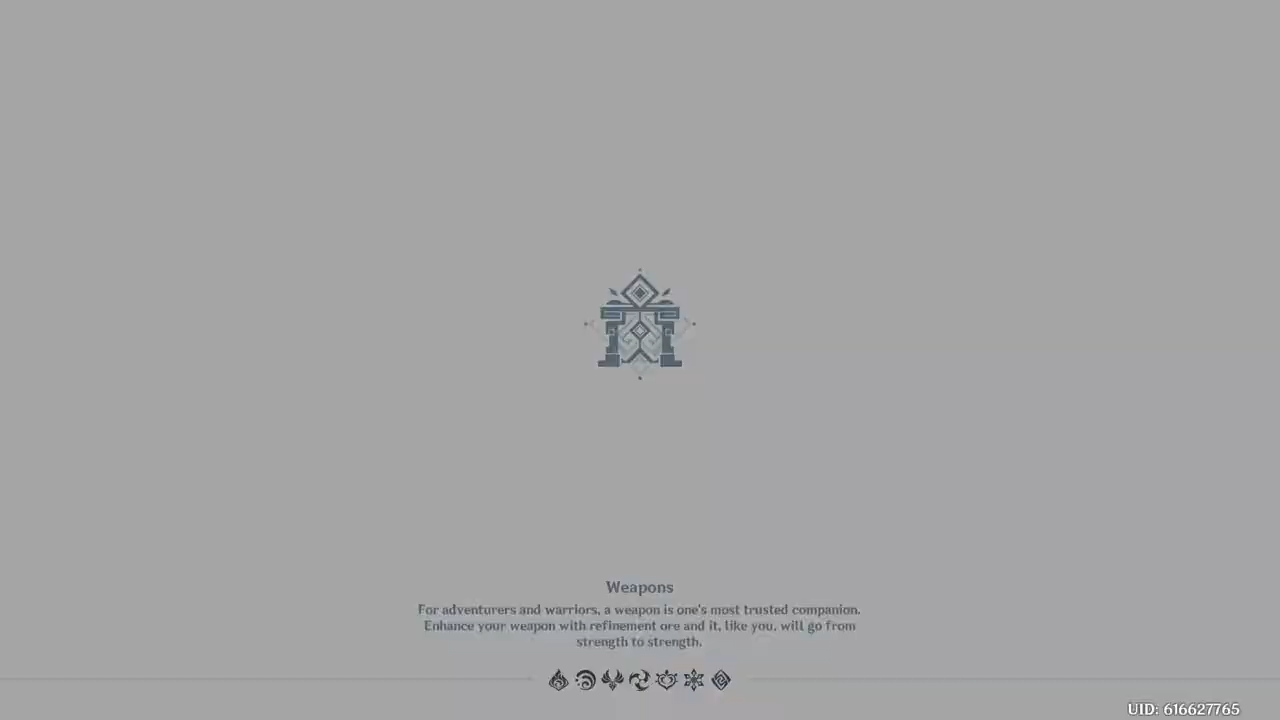 Weapons
For adventurers and warriors, a weapon is one's most trusted companion.
Enhance your weapon with refinement ore and it, like you, will go from
strength to strength.
UID: 616627765